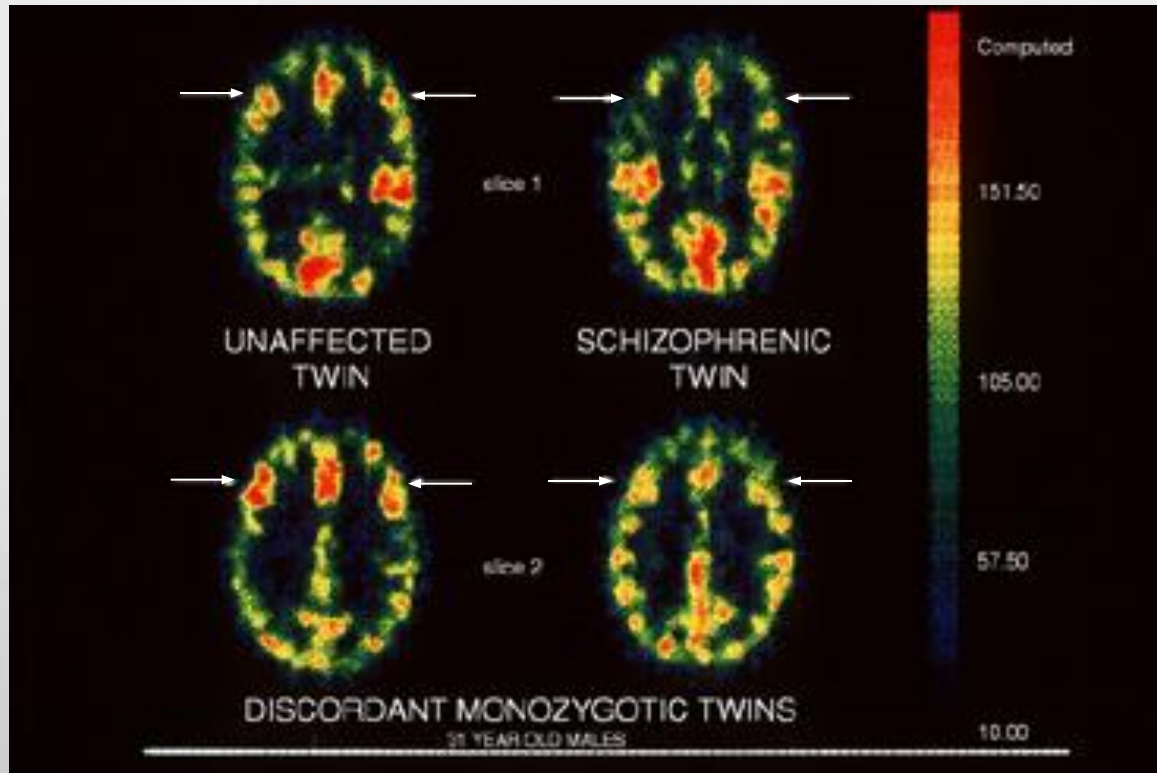 Computed
slice 1
151.50
UNAFFECTED
TWIN
SCHIZOPHRENIC
TWIN
105.00
slice 2
57.50
DISCORDANT MONOZYGOTIC TWINS
31 YEAR OLD MALES
10.00